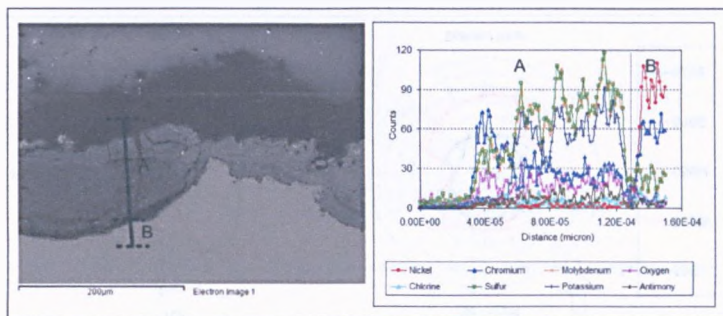 A
B
200µm
Electron Image 1
120
90
60
30
0
Counts
A
B
0.00E+00 4.00E-05 8.00E-05 1.20E-04 1.60E-04
Distance (micron)
Nickel Chromium Molybdenum Oxygen
Chlorine Sulfur Potassium Antimony